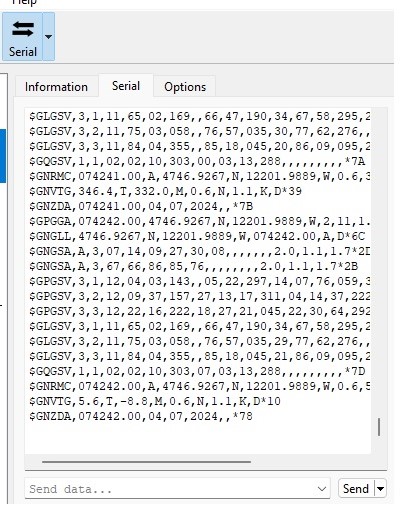 Help
Serial
Information
Serial
Options
$GLGSV,3,1,11,65,02,169,,66,47,190,34,67,58,295,2
$GLGSV,3,2,11,75,03,058,,76,57,035,30,77,62,276,,
$GLGSV,3,3,11,84,04,355,,85,18,045,20,86,09,095,2
$GQGSV,1,1,02,02,10,303,00,03,13,288,,,,,,,,,*7A
$GNRMC,074241.00,A,4746.9267,N,12201.9889,W,0.6,3
$GNVTG,346.4,T,332.0,M,0.6,N,1.1,K,D*39
$GNZDA,074241.00,04,07,2024,,*7B
$GPGGA,074242.00,4746.9267,N,12201.9889,W,2,11,1.
$GNGLL,4746.9267,N,12201.9889,W,074242.00,A,D*6C
$GNGSA,A,3,07,14,09,27,30,08,,,,,,,2.0,1.1,1.7*2D
$GNGSA,A,3,67,66,86,85,76,,,,,,,,2.0,1.1,1.7*2B
$GPGSV,3,1,12,04,03,143,,05,22,297,14,07,76,059,3
$GPGSV,3,2,12,09,37,157,27,13,17,311,04,14,37,222
$GPGSV,3,3,12,22,16,222,18,27,21,045,22,30,64,292
$GLGSV,3,1,11,65,02,169,,66,47,190,34,67,58,295,2
$GLGSV,3,2,11,75,03,058,,76,57,035,29,77,62,276,,
$GLGSV,3,3,11,84,04,355,,85,18,045,21,86,09,095,2
$GQGSV,1,1,02,02,10,303,07,03,13,288,,,,,,,,,*7D
$GNRMC,074242.00,A,4746.9267,N,12201.9889,W,0.6,5
$GNVTG,5.6,T,-8.8,M,0.6,N,1.1,K,D*10
$GNZDA,074242.00,04,07,2024,,*78
Send data...
Send